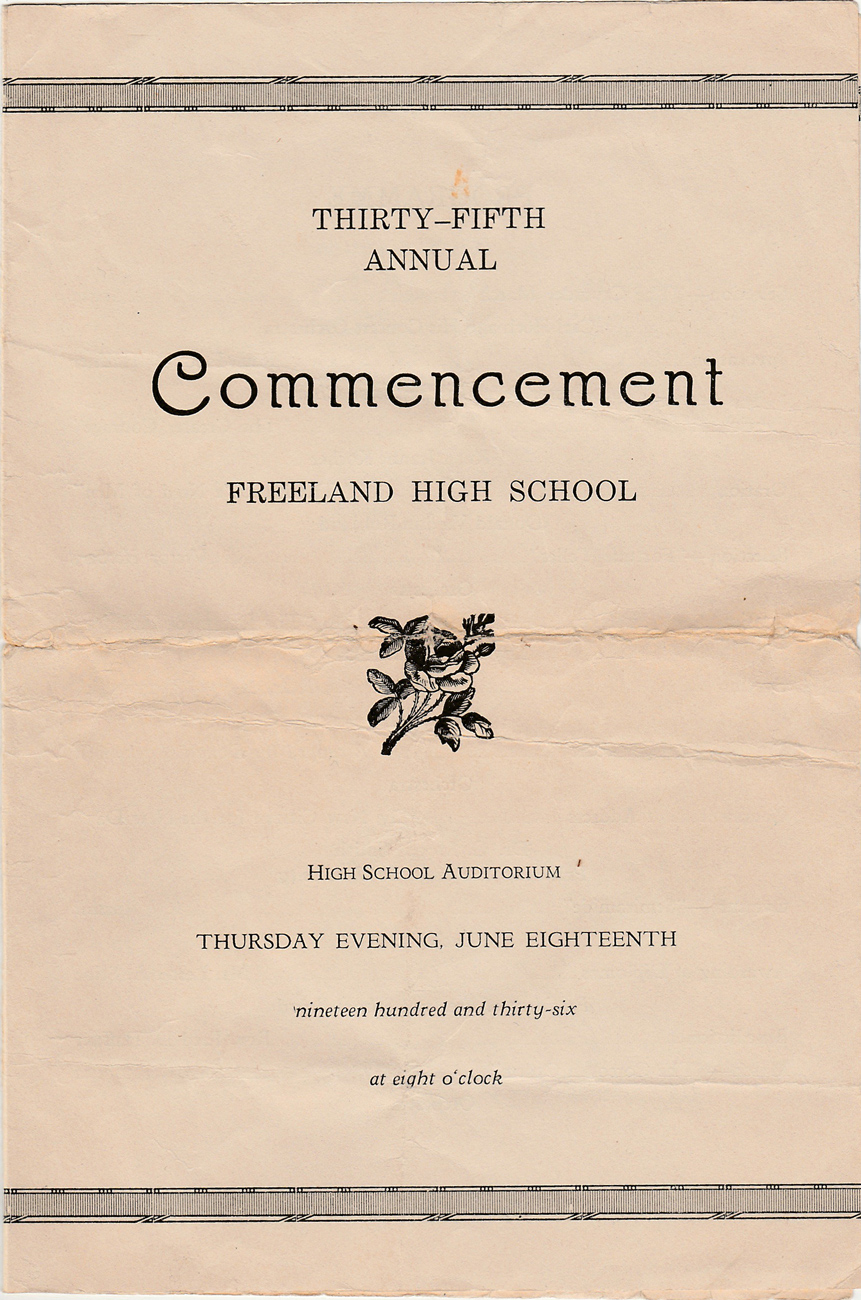 THIRTY–FIFTH
ANNUAL
Commencement
FREELAND HIGH SCHOOL
HIGH SCHOOL AUDITORIUM
THURSDAY EVENING, JUNE EIGHTEENTH
nineteen hundred and thirty-six
at eight o‘clock